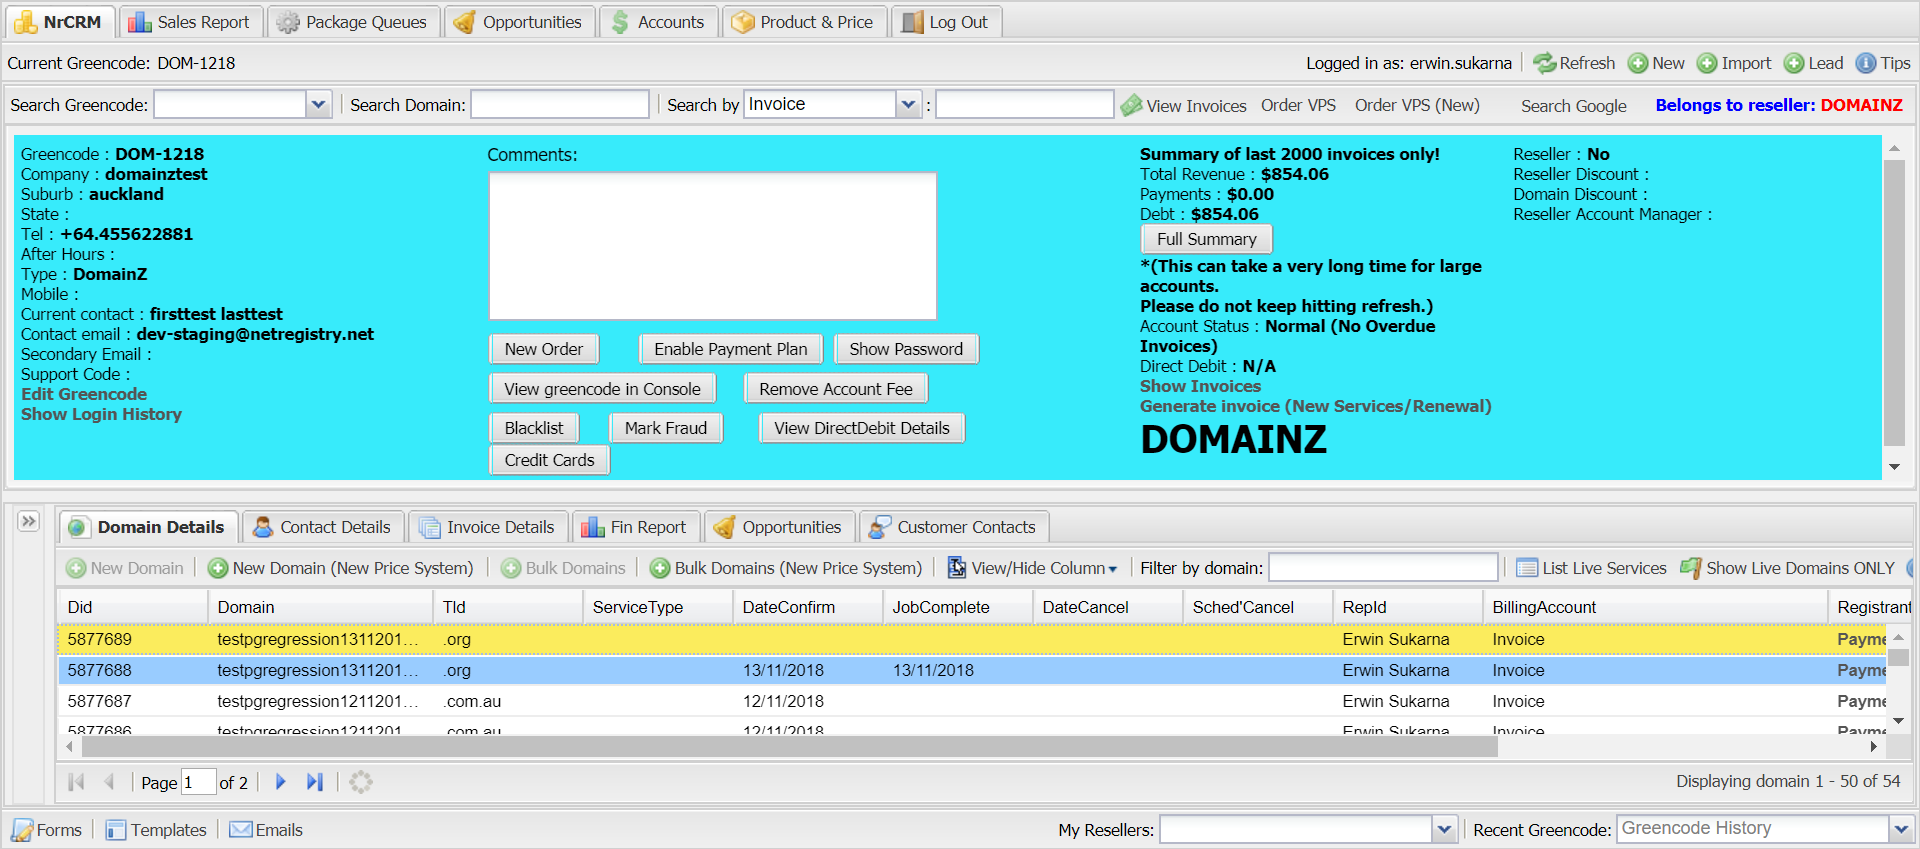 NrCRM Sales Report Package Queues Opportunities Accounts Product & Price Log Out
Current Greencode: DOM-1218 Logged in as: erwin.sukarna Refresh New Import Lead Tips
Search Greencode: Search Domain: Search by Invoice : View Invoices Order VPS Order VPS (New) Search Google Belongs to reseller: DOMAINZ
Greencode : DOM-1218
Company : domainztest
Suburb : auckland
State :
Tel : +64.455622881
After Hours :
Type : DomainZ
Mobile :
Current contact : firsttest lasttest
Contact email : dev-staging@netregistry.net
Secondary Email :
Support Code :
Edit Greencode
Show Login History
Comments:
New Order Enable Payment Plan Show Password
View greencode in Console Remove Account Fee
Blacklist Mark Fraud View DirectDebit Details
Credit Cards
Summary of last 2000 invoices only!
Total Revenue : $854.06
Payments : $0.00
Debt : $854.06
Full Summary
*(This can take a very long time for large
accounts.
Please do not keep hitting refresh.)
Account Status : Normal (No Overdue
Invoices)
Direct Debit : N/A
Show Invoices
Generate invoice (New Services/Renewal)
DOMAINZ
Reseller : No
Reseller Discount :
Domain Discount :
Reseller Account Manager :
Domain Details Contact Details Invoice Details Fin Report Opportunities Customer Contacts
New Domain New Domain (New Price System) Bulk Domains Bulk Domains (New Price System) View/Hide Column Filter by domain: List Live Services Show Live Domains ONLY
Did Domain Tld ServiceType DateConfirm JobComplete DateCancel Sched'Cancel RepId BillingAccount Registrant
5877689 testpgregression1311201... .org Erwin Sukarna Invoice Payme
5877688 testpgregression1311201... .org 13/11/2018 13/11/2018 Erwin Sukarna Invoice Payme
5877687 testpgregression1211201... .com.au 12/11/2018 Erwin Sukarna Invoice Payme
5877686 testpgregression1211201... .com.au 12/11/2018 Erwin Sukarna Invoice Payme
Page 1 of 2 Displaying domain 1 - 50 of 54
Forms Templates Emails My Resellers: Recent Greencode: Greencode History